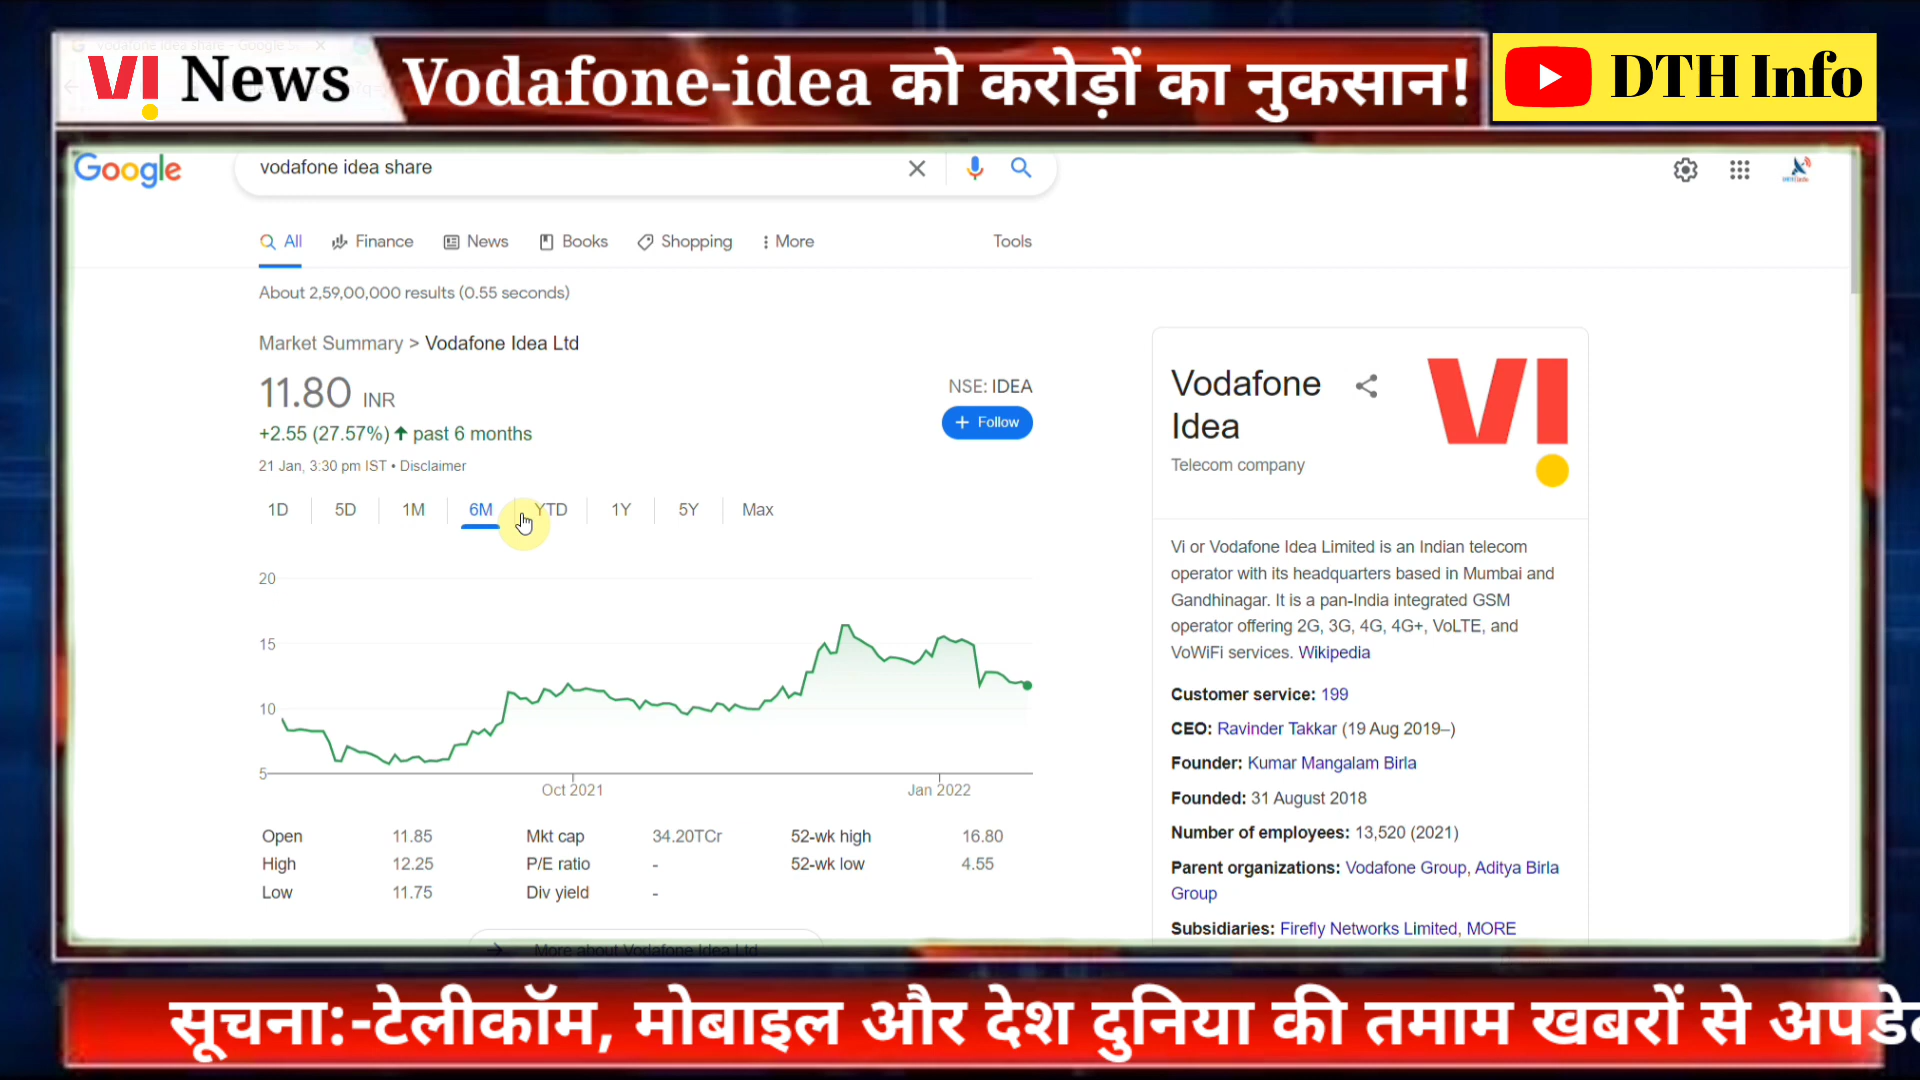 VI News
Vodafone-idea को करोड़ों का नुकसान!
DTH Info
Google
vodafone idea share
All
Finance
News
Books
Shopping
More
Tools
About 2,59,00,000 results (0.55 seconds)
Market Summary > Vodafone Idea Ltd
11.80 INR
NSE: IDEA
+2.55 (27.57%) past 6 months
+ Follow
21 Jan, 3:30 pm IST • Disclaimer
1D 5D 1M 6M YTD 1Y 5Y Max
20
15
10
5
Oct 2021 Jan 2022
Open 11.85 Mkt cap 34.20TCr 52-wk high 16.80
High 12.25 P/E ratio - 52-wk low 4.55
Low 11.75 Div yield -
More about Vodafone Idea Ltd
Vodafone
Idea
VI
Telecom company
Vi or Vodafone Idea Limited is an Indian telecom
operator with its headquarters based in Mumbai and
Gandhinagar. It is a pan-India integrated GSM
operator offering 2G, 3G, 4G, 4G+, VoLTE, and
VoWiFi services. Wikipedia
Customer service: 199
CEO: Ravinder Takkar (19 Aug 2019–)
Founder: Kumar Mangalam Birla
Founded: 31 August 2018
Number of employees: 13,520 (2021)
Parent organizations: Vodafone Group, Aditya Birla
Group
Subsidiaries: Firefly Networks Limited, MORE
सूचना:-टेलीकॉम, मोबाइल और देश दुनिया की तमाम खबरों से